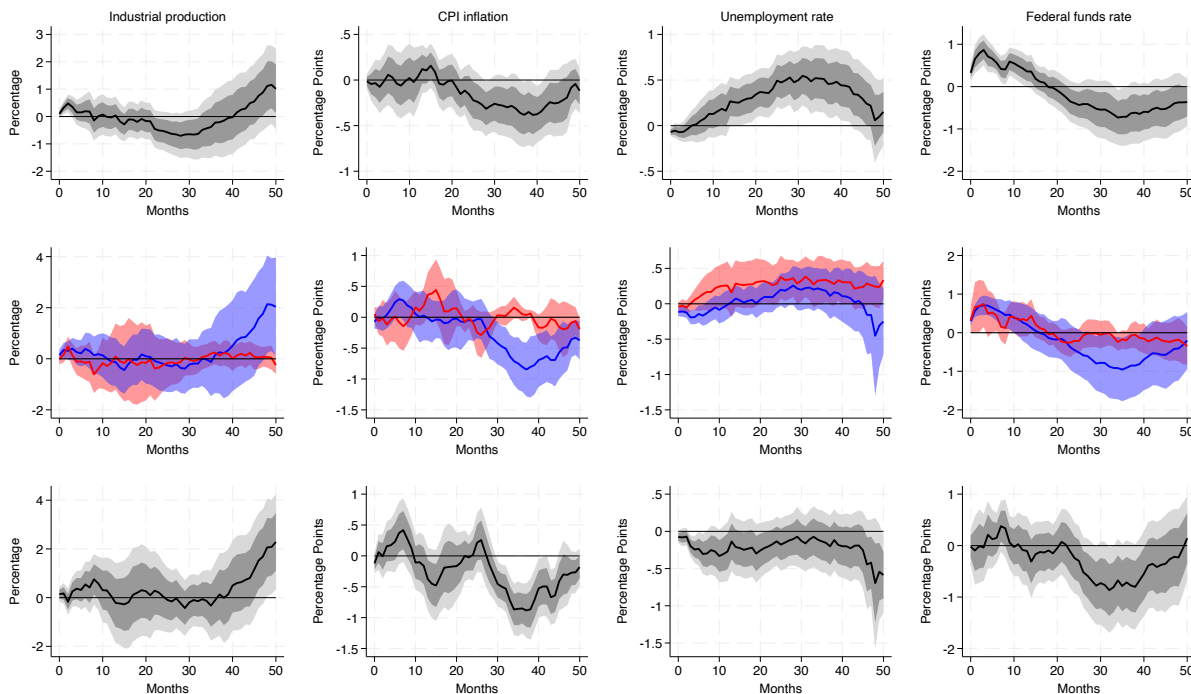 Industrial production
CPI inflation
Unemployment rate
Federal funds rate
Percentage
3
2
1
0
-1
-2
0 10 20 30 40 50
Months
Percentage Points
.5
0
-.5
-1
0 10 20 30 40 50
Months
Percentage Points
1
.5
0
-.5
0 10 20 30 40 50
Months
Percentage Points
1
0
-1
-2
0 10 20 30 40 50
Months
Percentage
4
2
0
-2
0 10 20 30 40 50
Months
Percentage Points
1
.5
0
-.5
-1
-1.5
0 10 20 30 40 50
Months
Percentage Points
.5
0
-.5
-1
-1.5
0 10 20 30 40 50
Months
Percentage Points
2
1
0
-1
-2
0 10 20 30 40 50
Months
Percentage
4
2
0
-2
0 10 20 30 40 50
Months
Percentage Points
1
.5
0
-.5
-1
-1.5
0 10 20 30 40 50
Months
Percentage Points
.5
0
-.5
-1
-1.5
0 10 20 30 40 50
Months
Percentage Points
1
0
-1
-2
0 10 20 30 40 50
Months